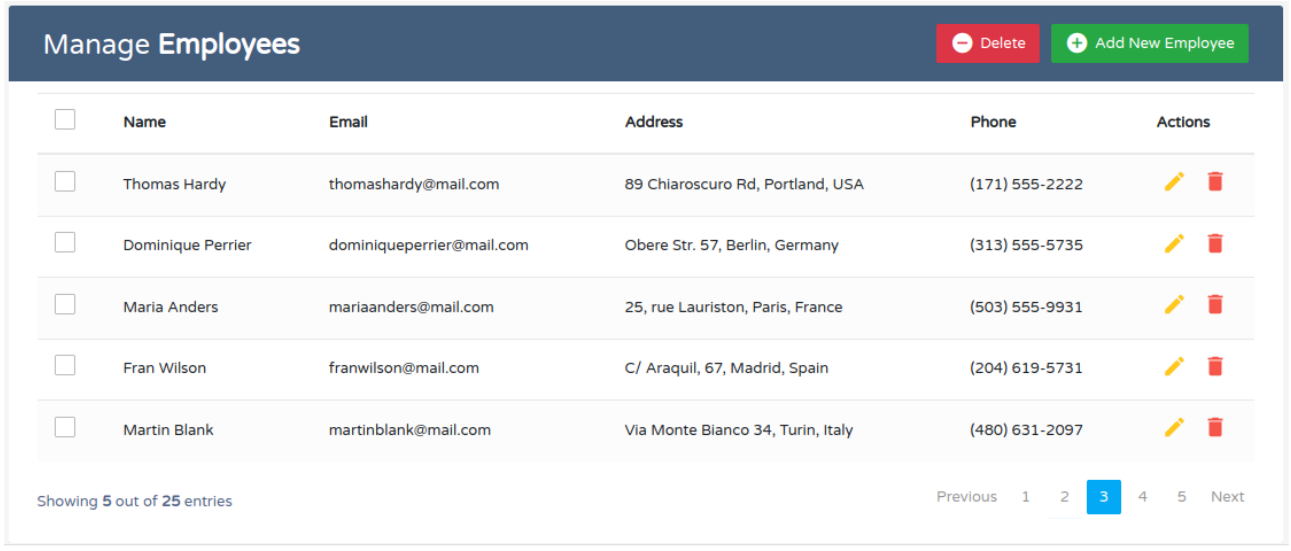 Manage Employees Delete Add New Employee
Name Email Address Phone Actions
Thomas Hardy thomashardy@mail.com 89 Chiaroscuro Rd, Portland, USA (171) 555-2222
Dominique Perrier dominiqueperrier@mail.com Obere Str. 57, Berlin, Germany (313) 555-5735
Maria Anders mariaanders@mail.com 25, rue Lauriston, Paris, France (503) 555-9931
Fran Wilson franwilson@mail.com C/ Araquil, 67, Madrid, Spain (204) 619-5731
Martin Blank martinblank@mail.com Via Monte Bianco 34, Turin, Italy (480) 631-2097
Showing 5 out of 25 entries Previous 1 2 3 4 5 Next